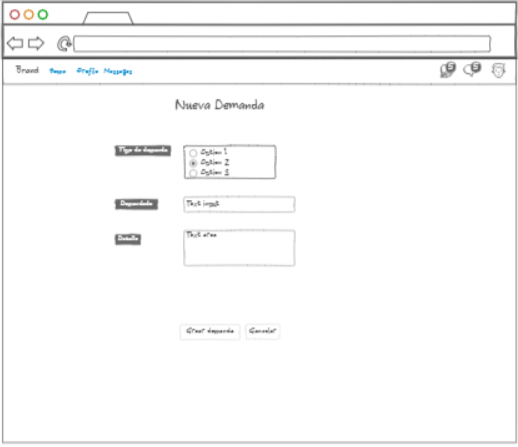 Brand Home Profile Messages
Nueva Demanda
Tipo de demanda
Option 1
Option 2
Option 3
Demandado
Text input
Detalle
Text area
Crear demanda Cancelar